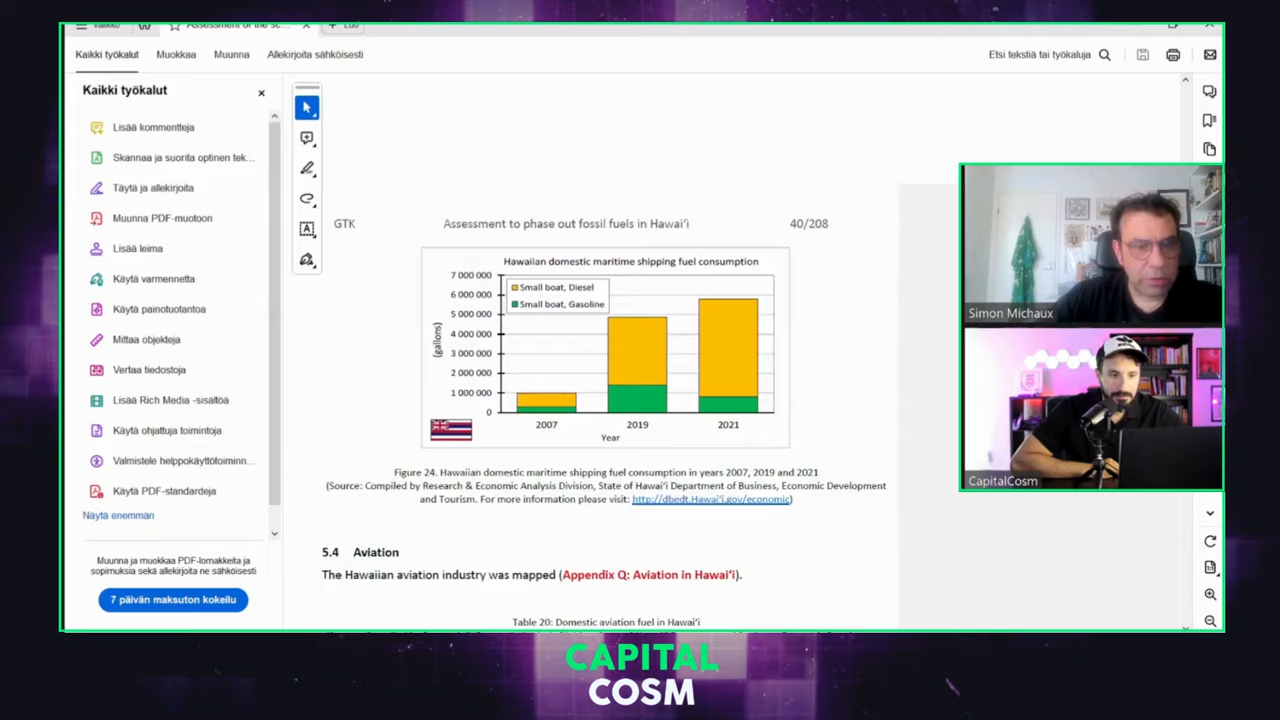 Valikko
Assessment of the sc...
Luo
Kaikki työkalut Muokkaa Muunna Allekirjoita sähköisesti
Etsi tekstiä tai työkaluja
Kaikki työkalut
Lisää kommentteja
Skannaa ja suorita optinen tek...
Täytä ja allekirjoita
Muunna PDF-muotoon
Lisää leima
Käytä varmennetta
Käytä painotuotantoa
Mittaa objekteja
Vertaa tiedostoja
Lisää Rich Media -sisältöä
Käytä ohjattuja toimintoja
Valmistele helppokäyttötoiminn...
Käytä PDF-standardeja
Näytä enemmän
Muunna ja muokkaa PDF-lomakkeita ja
sopimuksia sekä allekirjoita ne sähköisesti
7 päivän maksuton kokeilu
GTK Assessment to phase out fossil fuels in Hawai‘i 40/208
Hawaiian domestic maritime shipping fuel consumption
7 000 000
6 000 000
5 000 000
4 000 000
3 000 000
2 000 000
1 000 000
0
(gallons)
Small boat, Diesel
Small boat, Gasoline
2007 2019 2021
Year
Figure 24. Hawaiian domestic maritime shipping fuel consumption in years 2007, 2019 and 2021
(Source: Compiled by Research & Economic Analysis Division, State of Hawai‘i Department of Business, Economic Development
and Tourism. For more information please visit: http://dbedt.Hawai‘i.gov/economic)
5.4 Aviation
The Hawaiian aviation industry was mapped (Appendix Q: Aviation in Hawai‘i).
Table 20: Domestic aviation fuel in Hawai‘i
Simon Michaux
CapitalCosm
CAPITAL
COSM